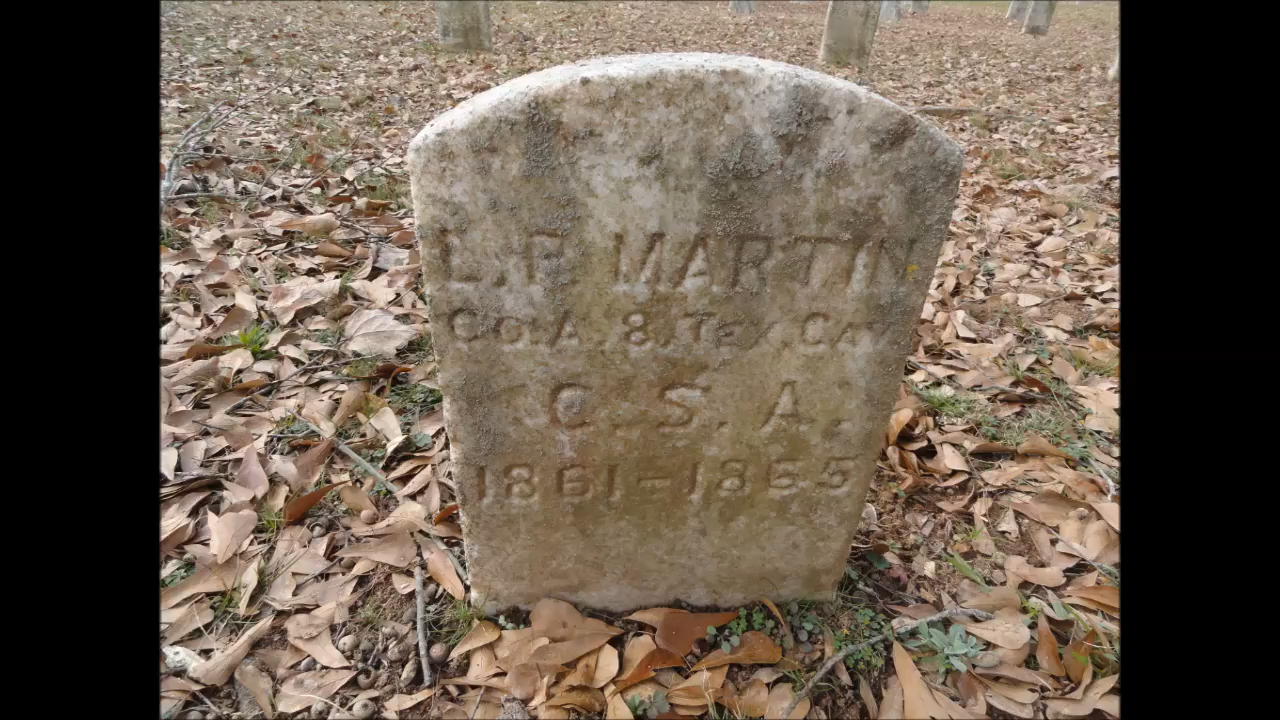 L. P. MARTIN
CO. A. 8. TEX. CAV.
C. S. A.
1861-1865